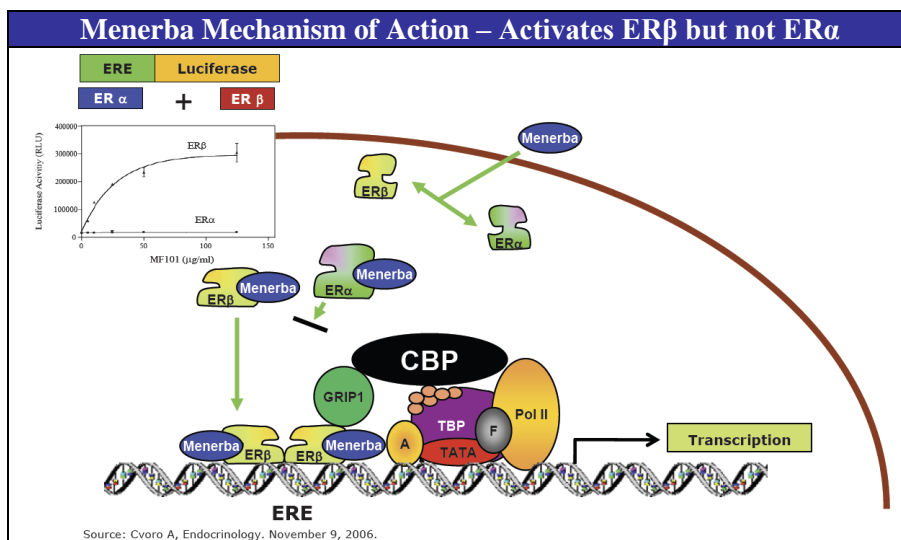 Menerba Mechanism of Action – Activates ERβ but not ERα
ERE Luciferase
ER α + ER β
400000
300000
200000
100000
0
Luciferase Acivity (RLU)
ERβ
ERα
0 50 100 150
MF101 (µg/ml)
Menerba
ERβ
ERα
ERβ Menerba
ERα Menerba
CBP
GRIP1
Pol II
TBP
F
A
TATA
Menerba ERβ ERβ Menerba
Transcription
ERE
Source: Cvoro A, Endocrinology. November 9, 2006.